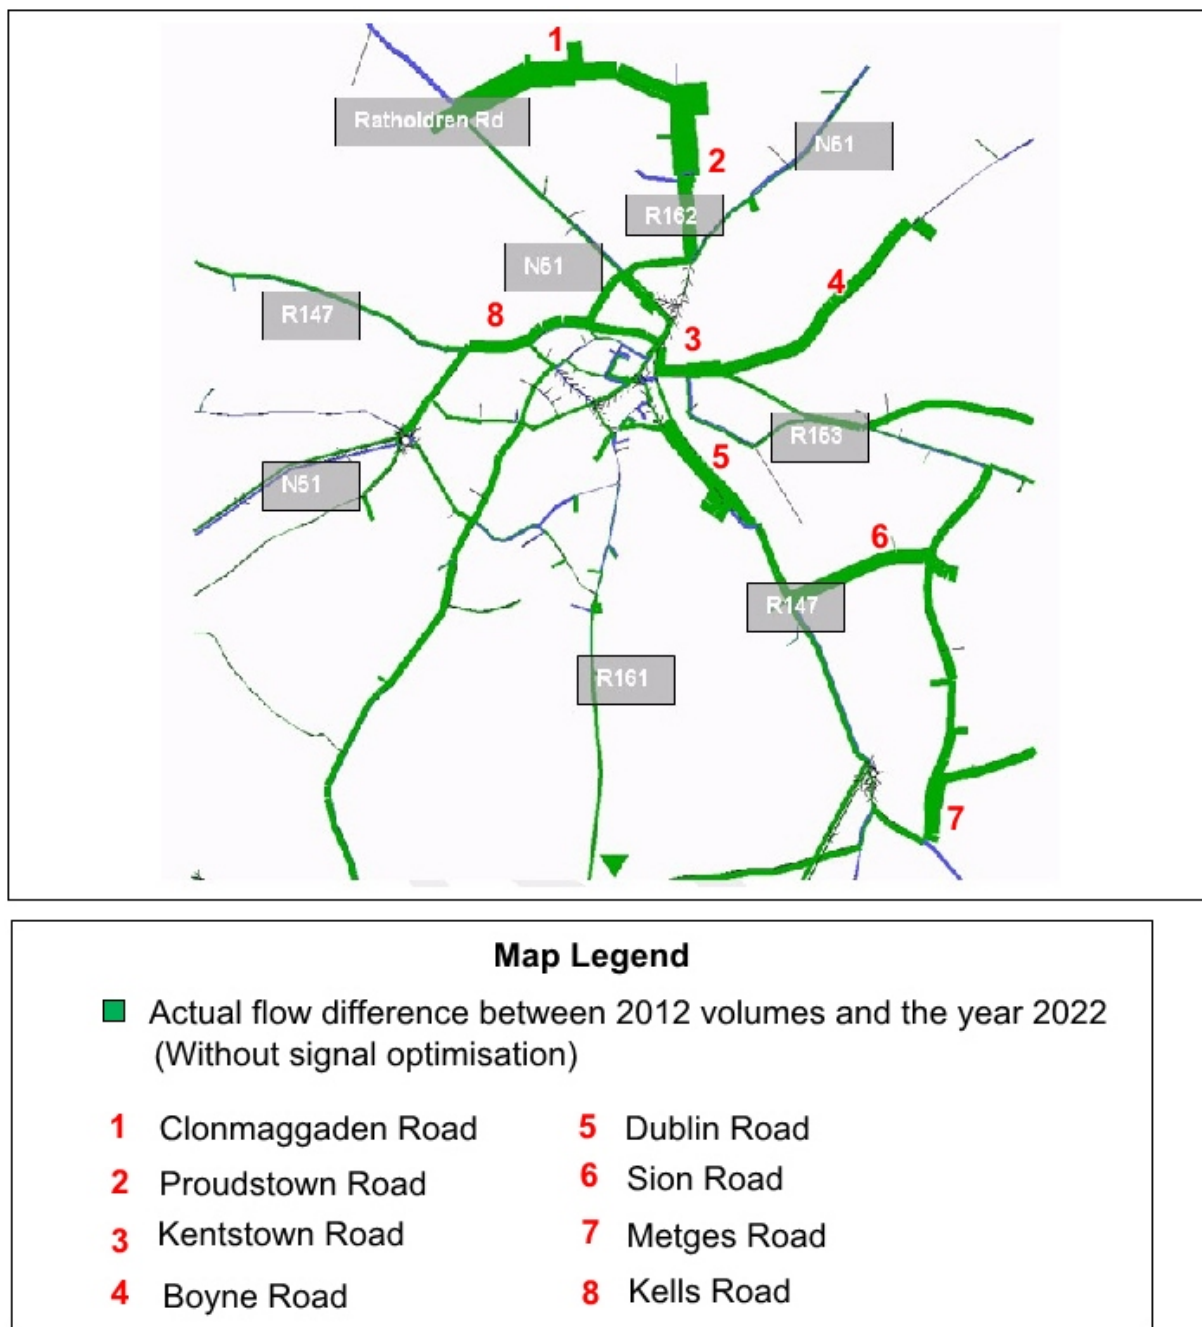 1
Ratholdren Rd
N51
2
R162
N51
4
R147
8
3
R153
5
N51
6
R147
R161
7
Map Legend
Actual flow difference between 2012 volumes and the year 2022
(Without signal optimisation)
1 Clonmaggaden Road
2 Proudstown Road
3 Kentstown Road
4 Boyne Road
5 Dublin Road
6 Sion Road
7 Metges Road
8 Kells Road